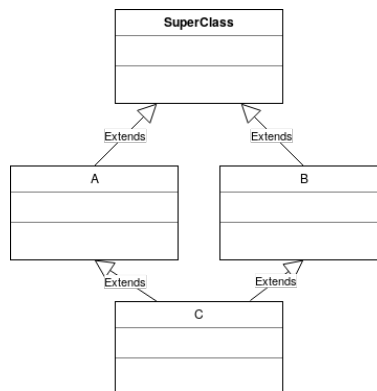 SuperClass
Extends
Extends
A
B
Extends
Extends
C